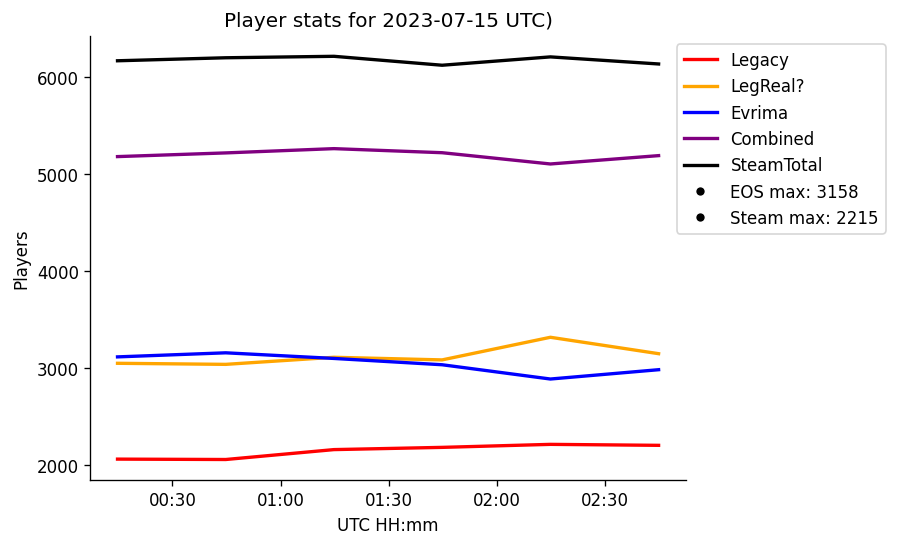 Player stats for 2023-07-15 UTC)
Legacy
LegReal?
Evrima
Combined
SteamTotal
EOS max: 3158
Steam max: 2215
Players
6000
5000
4000
3000
2000
00:30
01:00
01:30
02:00
02:30
UTC HH:mm